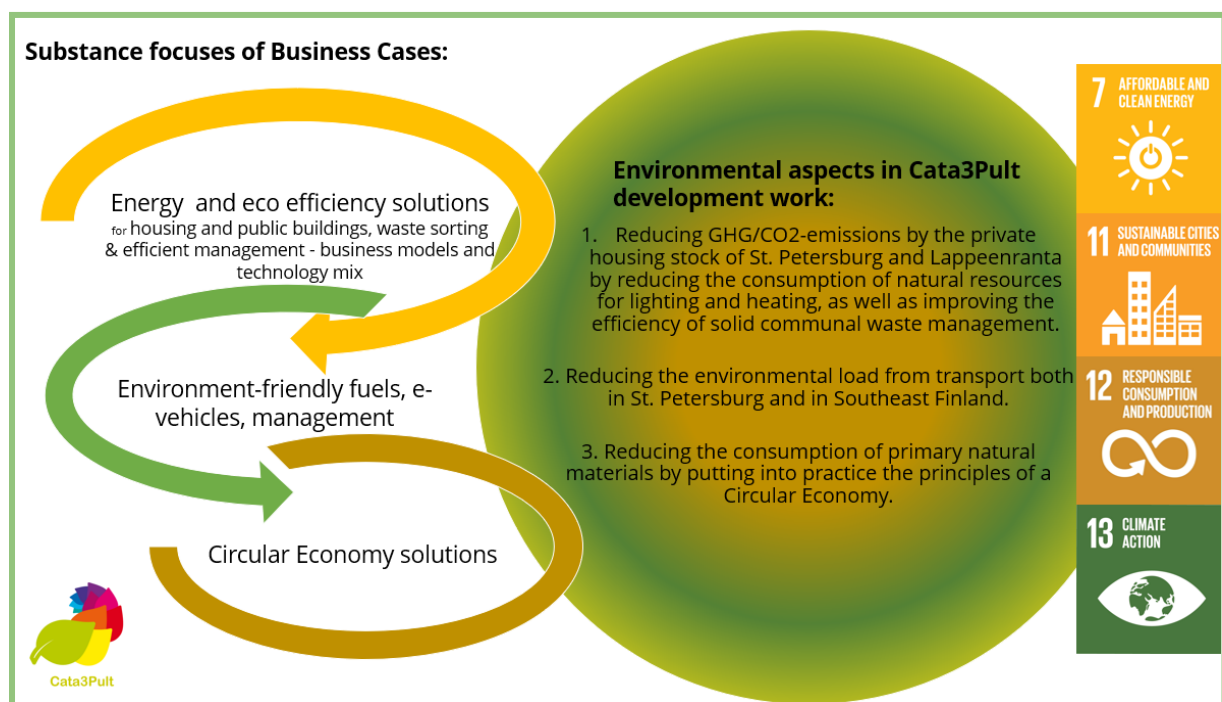 Substance focuses of Business Cases:
Energy and eco efficiency solutions
for housing and public buildings, waste sorting
& efficient management - business models and
technology mix
Environment-friendly fuels, e-
vehicles, management
Circular Economy solutions
Cata3Pult
Environmental aspects in Cata3Pult
development work:
1. Reducing GHG/CO2-emissions by the private
housing stock of St. Petersburg and Lappeenranta
by reducing the consumption of natural resources
for lighting and heating, as well as improving the
efficiency of solid communal waste management.
2. Reducing the environmental load from transport both
in St. Petersburg and in Southeast Finland.
3. Reducing the consumption of primary natural
materials by putting into practice the principles of a
Circular Economy.
7 AFFORDABLE AND
CLEAN ENERGY
11 SUSTAINABLE CITIES
AND COMMUNITIES
12 RESPONSIBLE
CONSUMPTION
AND PRODUCTION
13 CLIMATE
ACTION